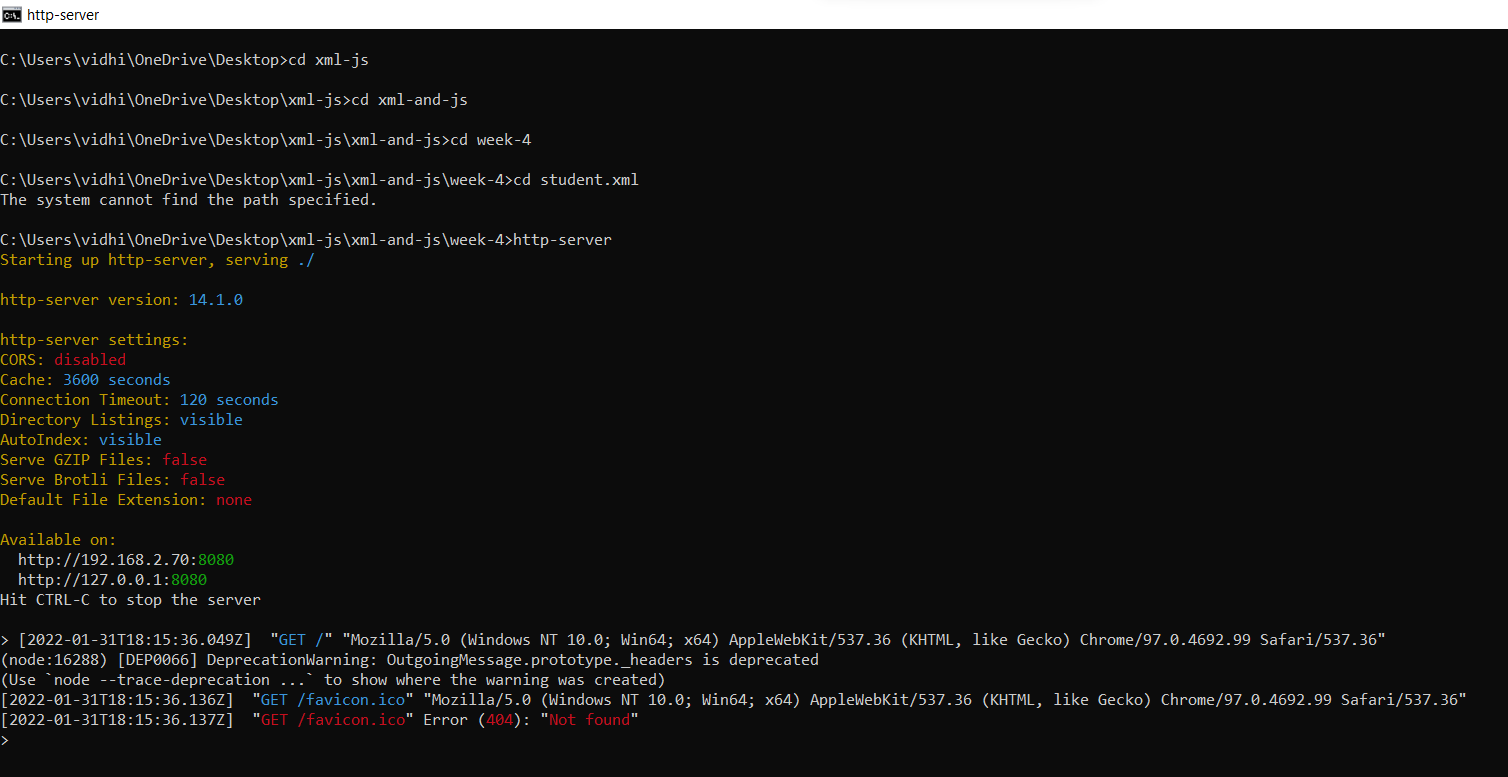 http-server
C:\Users\vidhi\OneDrive\Desktop>cd xml-js
C:\Users\vidhi\OneDrive\Desktop\xml-js>cd xml-and-js
C:\Users\vidhi\OneDrive\Desktop\xml-js\xml-and-js>cd week-4
C:\Users\vidhi\OneDrive\Desktop\xml-js\xml-and-js\week-4>cd student.xml
The system cannot find the path specified.
C:\Users\vidhi\OneDrive\Desktop\xml-js\xml-and-js\week-4>http-server
Starting up http-server, serving ./
http-server version: 14.1.0
http-server settings:
CORS: disabled
Cache: 3600 seconds
Connection Timeout: 120 seconds
Directory Listings: visible
AutoIndex: visible
Serve GZIP Files: false
Serve Brotli Files: false
Default File Extension: none
Available on:
  http://192.168.2.70:8080
  http://127.0.0.1:8080
Hit CTRL-C to stop the server
> [2022-01-31T18:15:36.049Z]  "GET /" "Mozilla/5.0 (Windows NT 10.0; Win64; x64) AppleWebKit/537.36 (KHTML, like Gecko) Chrome/97.0.4692.99 Safari/537.36"
(node:16288) [DEP0066] DeprecationWarning: OutgoingMessage.prototype._headers is deprecated
(Use `node --trace-deprecation ...` to show where the warning was created)
[2022-01-31T18:15:36.136Z]  "GET /favicon.ico" "Mozilla/5.0 (Windows NT 10.0; Win64; x64) AppleWebKit/537.36 (KHTML, like Gecko) Chrome/97.0.4692.99 Safari/537.36"
[2022-01-31T18:15:36.137Z]  "GET /favicon.ico" Error (404): "Not found"
>